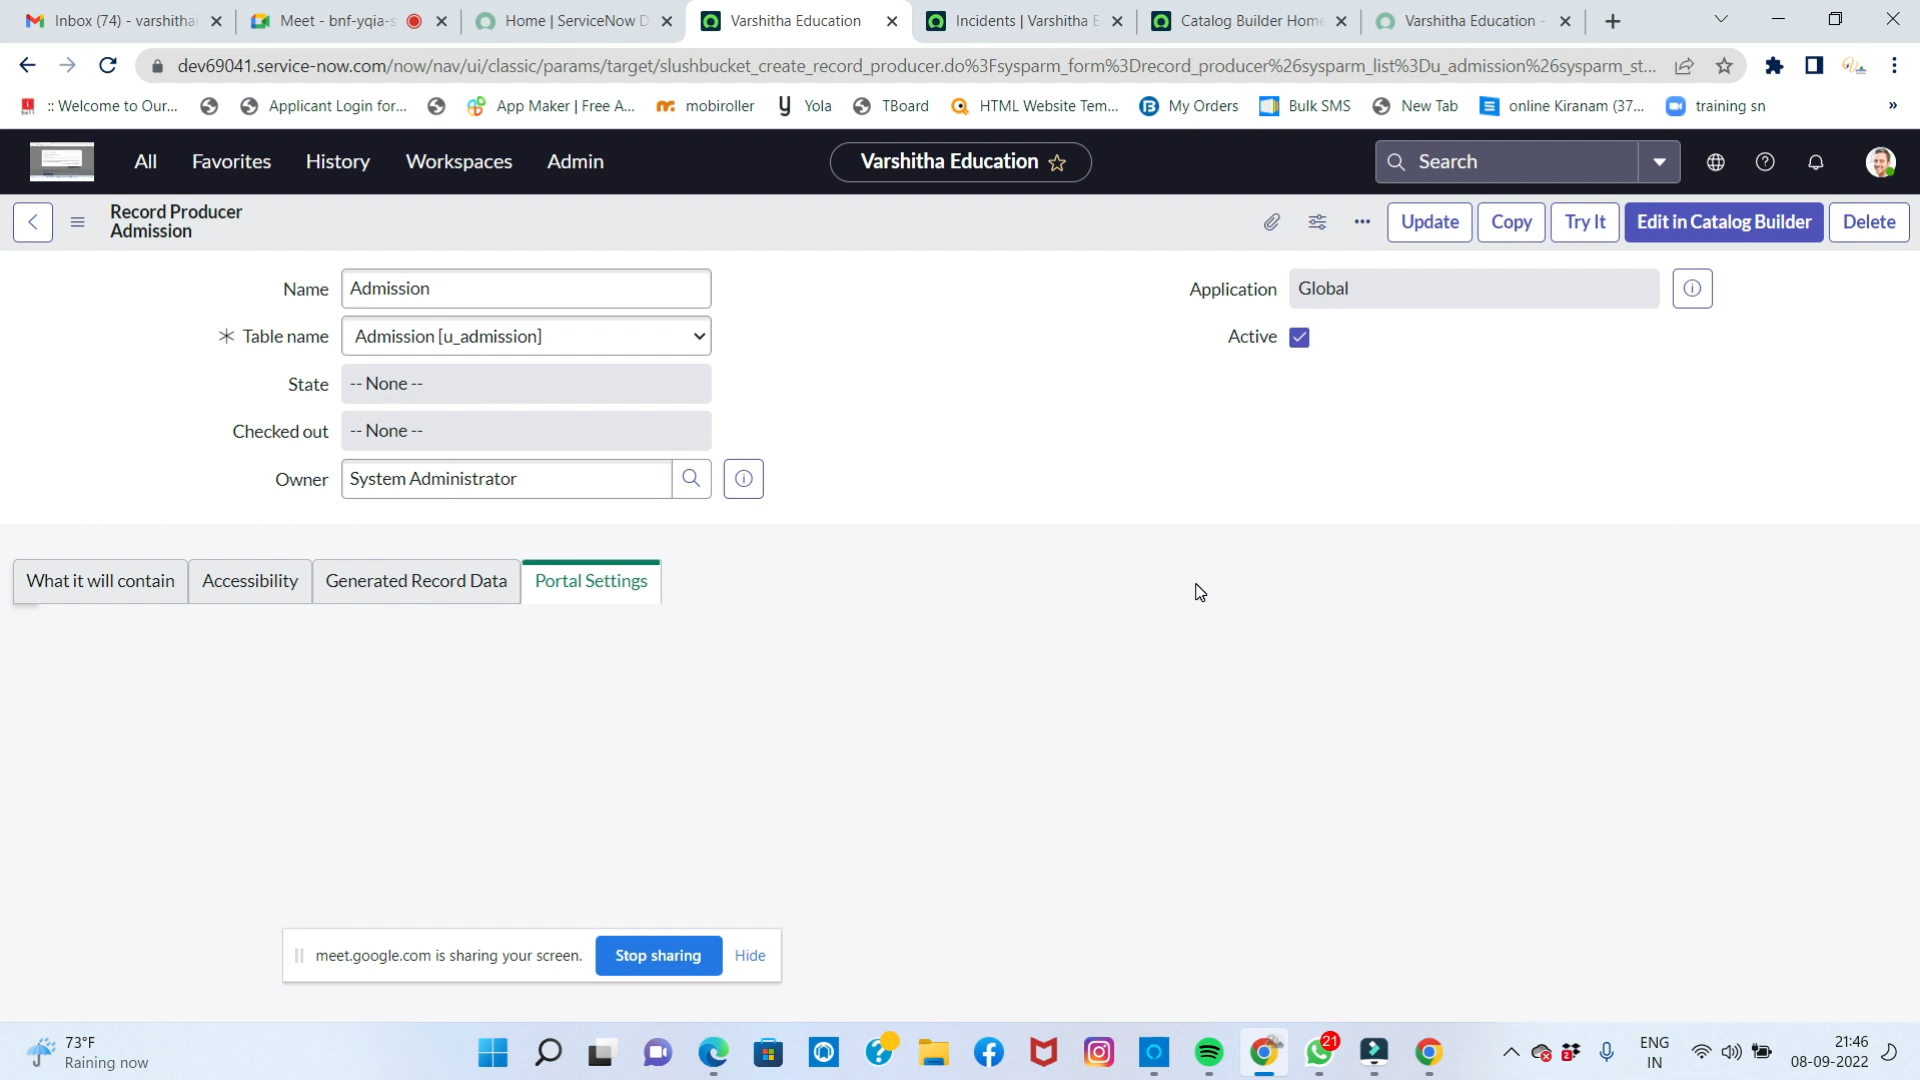 Inbox (74) - varshithai
Meet - bnf-yqia-s
Home | ServiceNow D
Varshitha Education
Incidents | Varshitha E
Catalog Builder Home
Varshitha Education -
dev69041.service-now.com/now/nav/ui/classic/params/target/slushbucket_create_record_producer.do%3Fsysparm_form%3Drecord_producer%26sysparm_list%3Du_admission%26sysparm_st...
:: Welcome to Our...
Applicant Login for...
App Maker | Free A...
mobiroller
Yola
TBoard
HTML Website Tem...
My Orders
Bulk SMS
New Tab
online Kiranam (37...
training sn
»
All
Favorites
History
Workspaces
Admin
Varshitha Education
Search
Record Producer
Admission
Update
Copy
Try It
Edit in Catalog Builder
Delete
Name
Admission
Application
Global
Table name
Admission [u_admission]
Active
State
-- None --
Checked out
-- None --
Owner
System Administrator
What it will contain
Accessibility
Generated Record Data
Portal Settings
meet.google.com is sharing your screen.
Stop sharing
Hide
73°F
Raining now
21
ENG
IN
21:46
08-09-2022